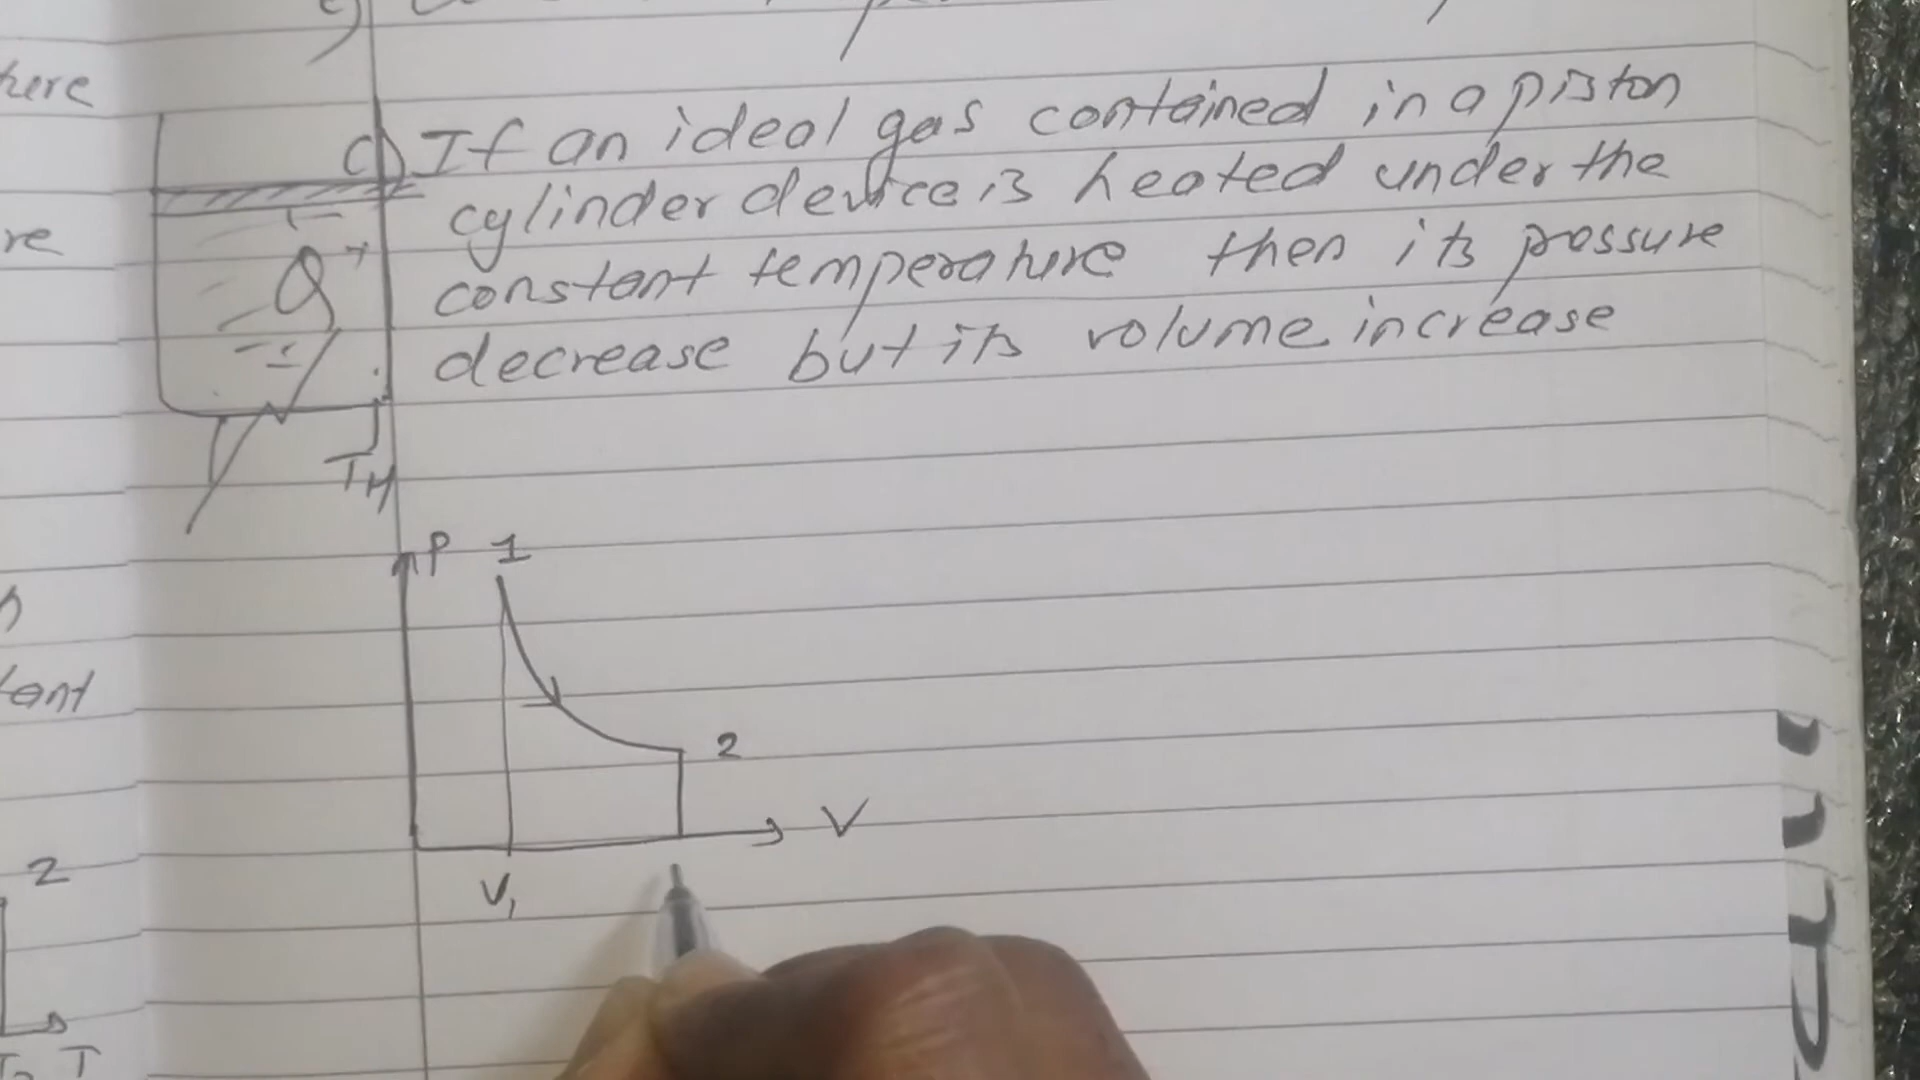 here
re
c) If an ideal gas contained in a piston
cylinder device is heated under the
constant temperature then its pressure
decrease but its volume increase
Q
TH
P 1
2
V
V1
tant
2
T